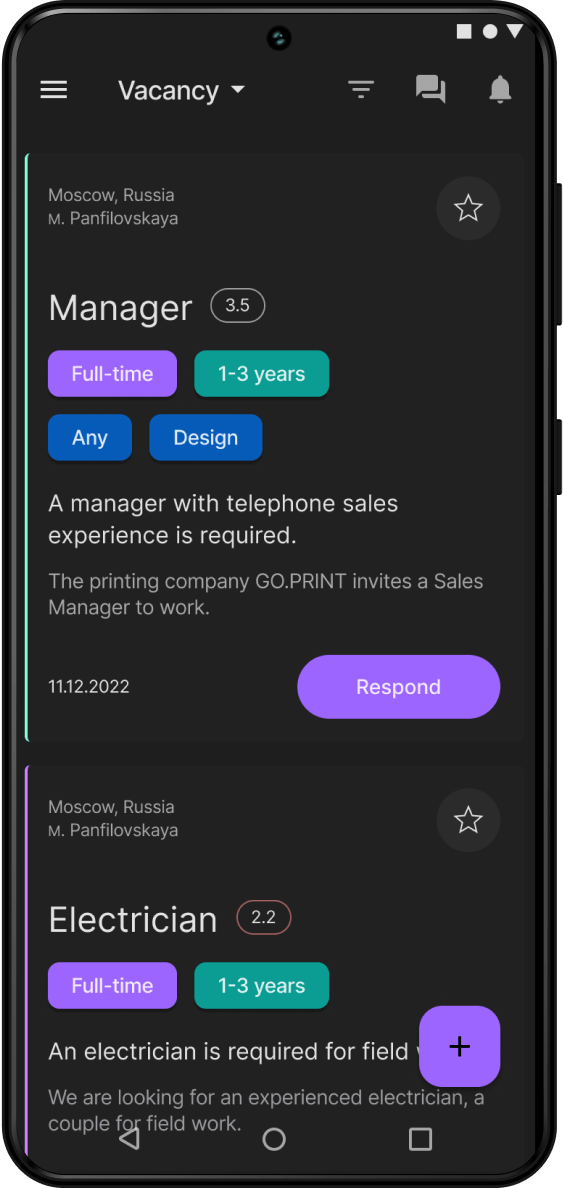 Vacancy
Moscow, Russia
м. Panfilovskaya
Manager 3.5
Full-time 1-3 years
Any Design
A manager with telephone sales
experience is required.
The printing company GO.PRINT invites a Sales
Manager to work.
11.12.2022 Respond
Moscow, Russia
м. Panfilovskaya
Electrician 2.2
Full-time 1-3 years
An electrician is required for field
We are looking for an experienced electrician, a
couple for field work.